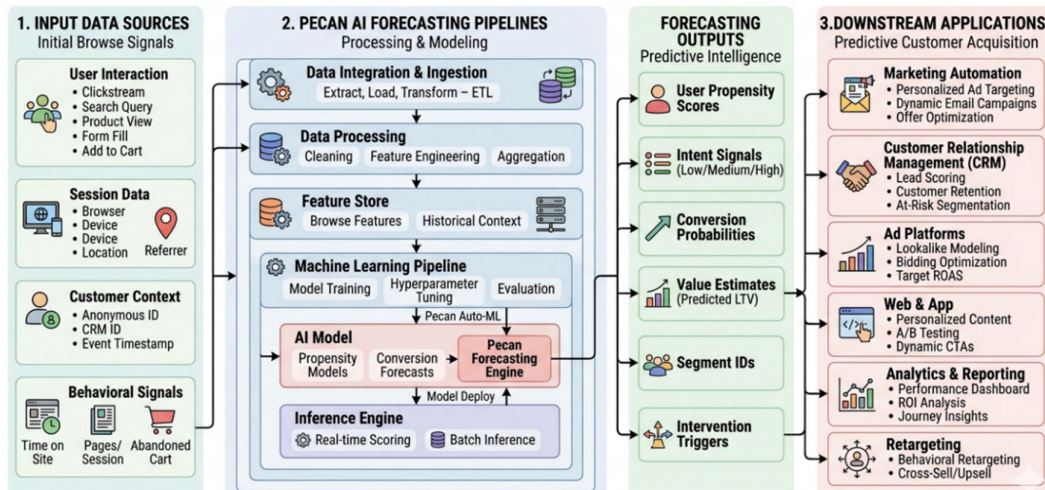 1. INPUT DATA SOURCES
Initial Browse Signals
User Interaction
• Clickstream
• Search Query
• Product View
• Form Fill
• Add to Cart
Session Data
• Browser
• Device
• Device
• Location
Referrer
Customer Context
• Anonymous ID
• CRM ID
• Event Timestamp
Behavioral Signals
Time on
Site
Pages/
Session
Abandoned
Cart
2. PECAN AI FORECASTING PIPELINES
Processing & Modeling
Data Integration & Ingestion
Extract, Load, Transform – ETL
Data Processing
Cleaning
Feature Engineering
Aggregation
Feature Store
Browse Features
Historical Context
Machine Learning Pipeline
Model Training
Hyperparameter
Tuning
Evaluation
Pecan Auto-ML
AI Model
Propensity
Models
Conversion
Forecasts
Pecan
Forecasting
Engine
Model Deploy
Inference Engine
Real-time Scoring
Batch Inference
FORECASTING
OUTPUTS
Predictive Intelligence
User Propensity
Scores
Intent Signals
(Low/Medium/High)
Conversion
Probabilities
Value Estimates
(Predicted LTV)
Segment IDs
Intervention
Triggers
3.DOWNSTREAM APPLICATIONS
Predictive Customer Acquisition
Marketing Automation
• Personalized Ad Targeting
• Dynamic Email Campaigns
• Offer Optimization
Customer Relationship
Management (CRM)
• Lead Scoring
• Customer Retention
• At-Risk Segmentation
Ad Platforms
• Lookalike Modeling
• Bidding Optimization
• Target ROAS
Web & App
• Personalized Content
• A/B Testing
• Dynamic CTAs
Analytics & Reporting
• Performance Dashboard
• ROI Analysis
• Journey Insights
Retargeting
• Behavioral Retargeting
• Cross-Sell/Upsell